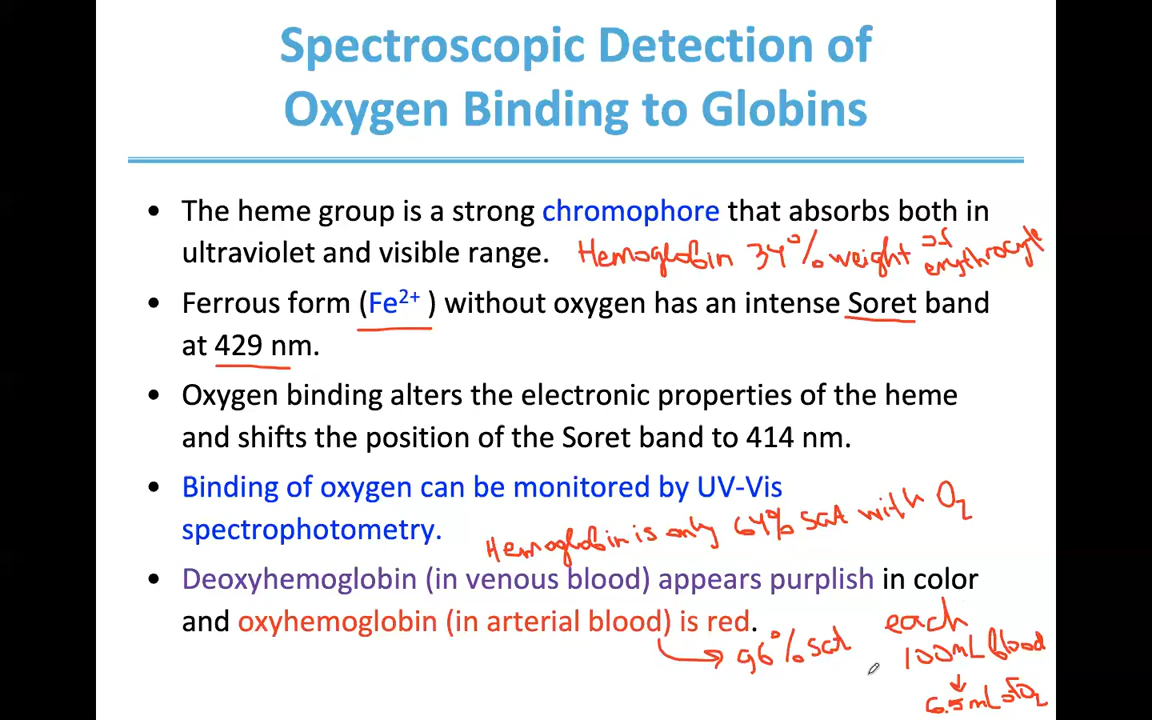 Spectroscopic Detection of
Oxygen Binding to Globins
• The heme group is a strong chromophore that absorbs both in
ultraviolet and visible range.
Hemoglobin 34% weight of
erythrocyte
• Ferrous form (Fe²⁺ ) without oxygen has an intense Soret band
at 429 nm.
• Oxygen binding alters the electronic properties of the heme
and shifts the position of the Soret band to 414 nm.
• Binding of oxygen can be monitored by UV-Vis
spectrophotometry.
Hemoglobin is only 64% sat with O₂
• Deoxyhemoglobin (in venous blood) appears purplish in color
and oxyhemoglobin (in arterial blood) is red.
→ 96% sat
each
100mL blood
↓
6.5 mL of O₂